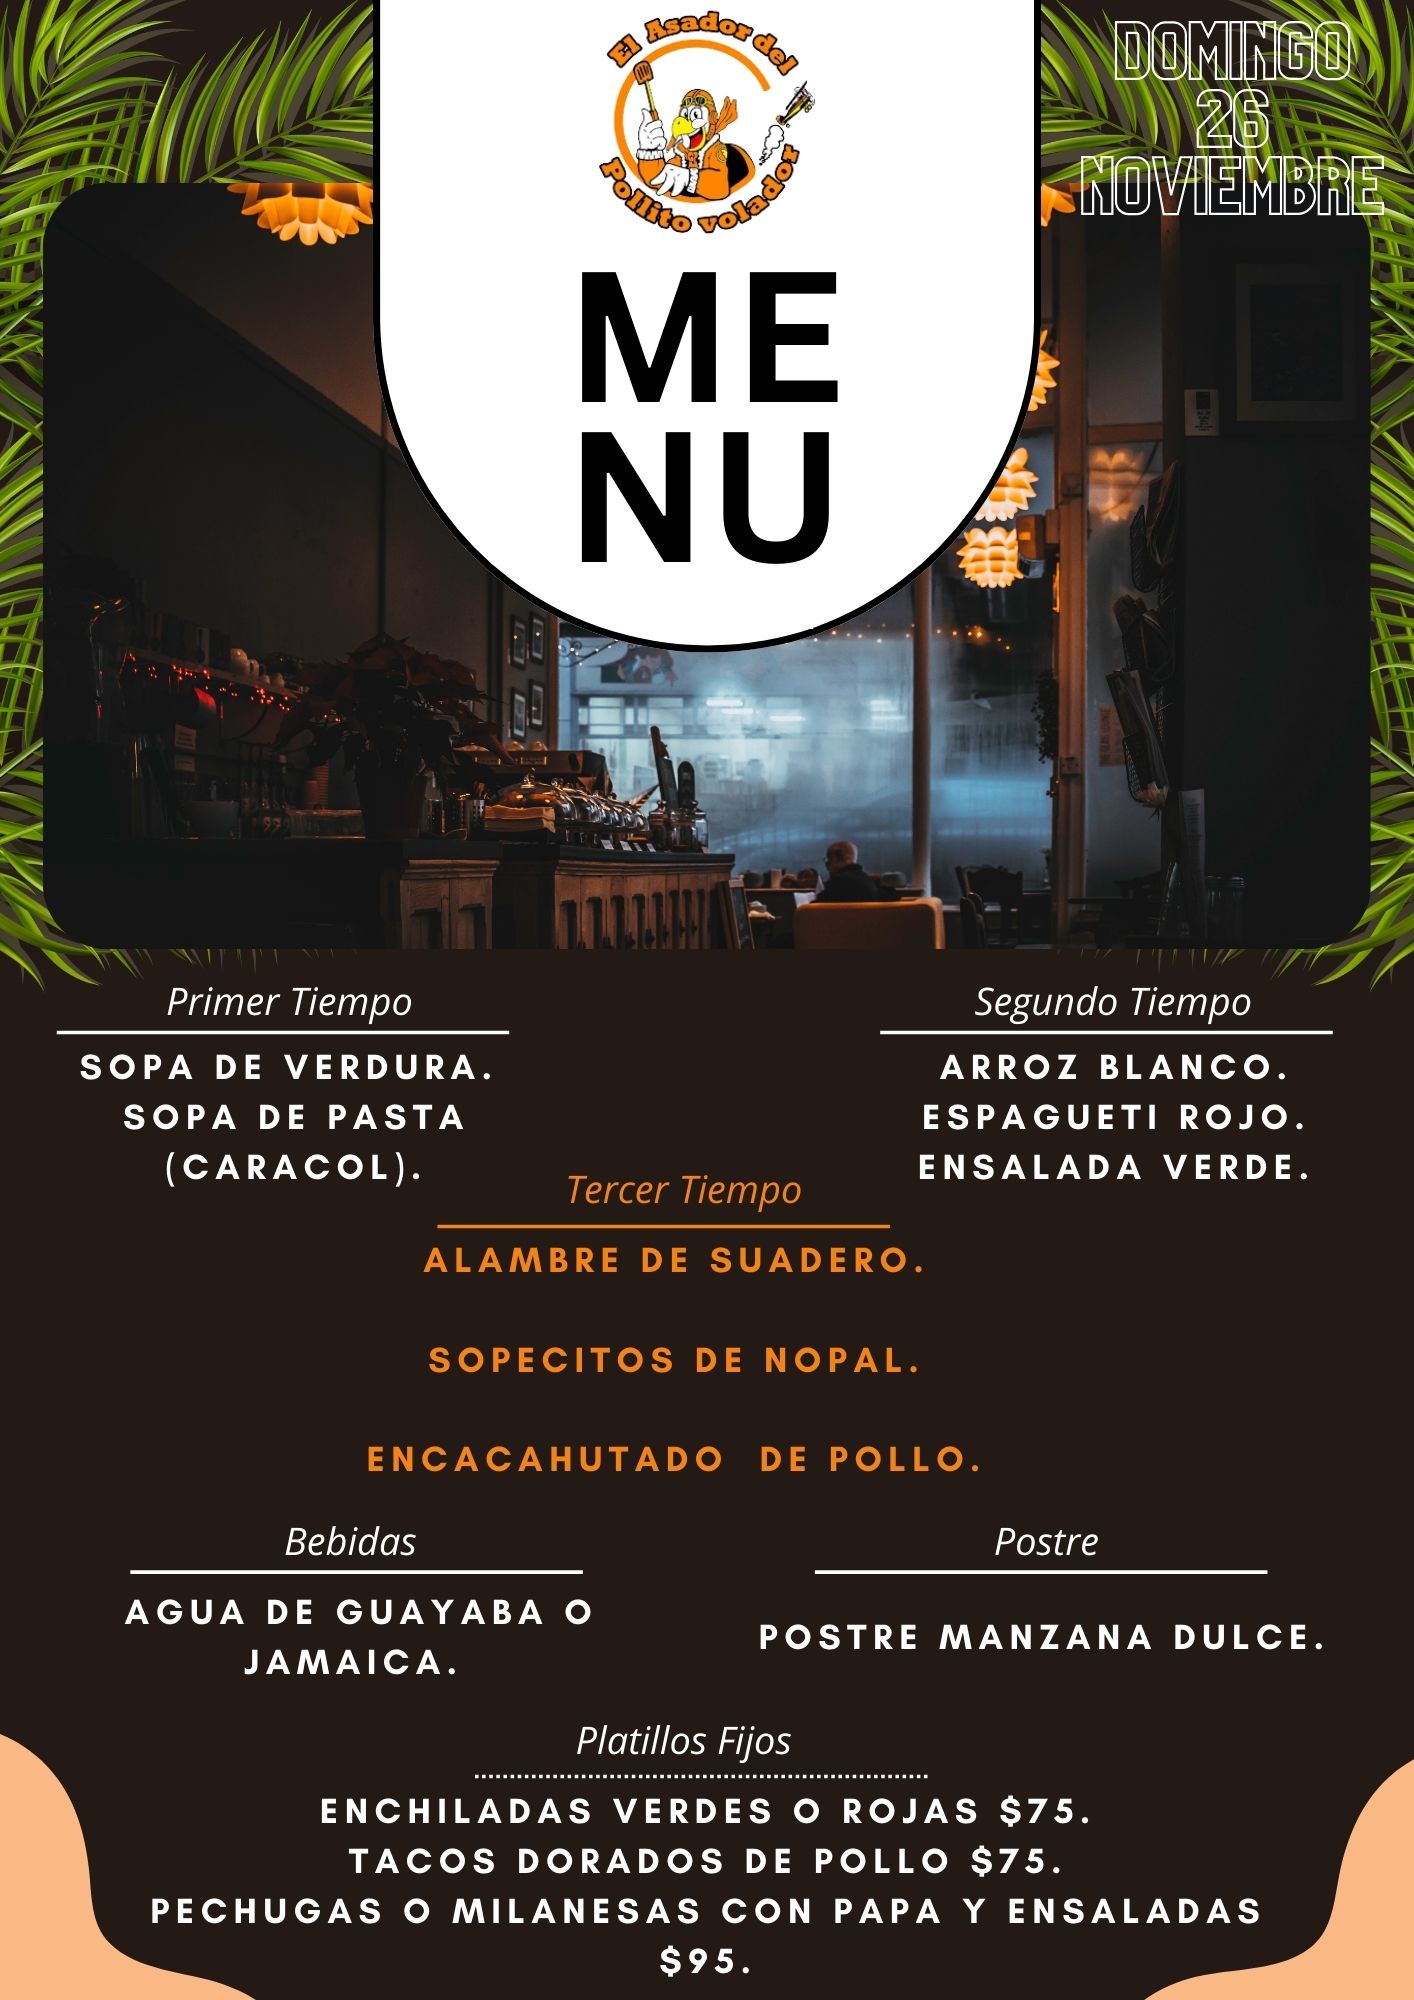 El Asador del
Pollito volador
DOMINGO
26
NOVIEMBRE
ME
NU
Primer Tiempo
SOPA DE VERDURA.
SOPA DE PASTA
(CARACOL).
Segundo Tiempo
ARROZ BLANCO.
ESPAGUETI ROJO.
ENSALADA VERDE.
Tercer Tiempo
ALAMBRE DE SUADERO.
SOPECITOS DE NOPAL.
ENCACAHUTADO  DE POLLO.
Bebidas
AGUA DE GUAYABA O
JAMAICA.
Postre
POSTRE MANZANA DULCE.
Platillos Fijos
ENCHILADAS VERDES O ROJAS $75.
TACOS DORADOS DE POLLO $75.
PECHUGAS O MILANESAS CON PAPA Y ENSALADAS
$95.